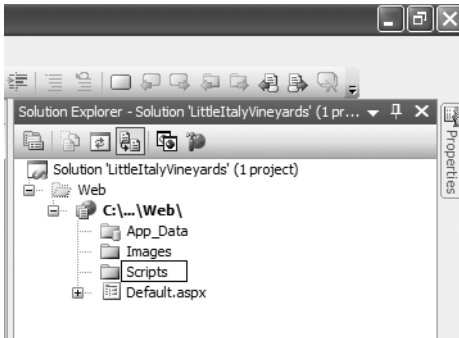 Solution Explorer - Solution 'LittleItalyVineyards' (1 pr...
Properties
Solution 'LittleItalyVineyards' (1 project)
Web
C:\...\Web\
App_Data
Images
Scripts
Default.aspx